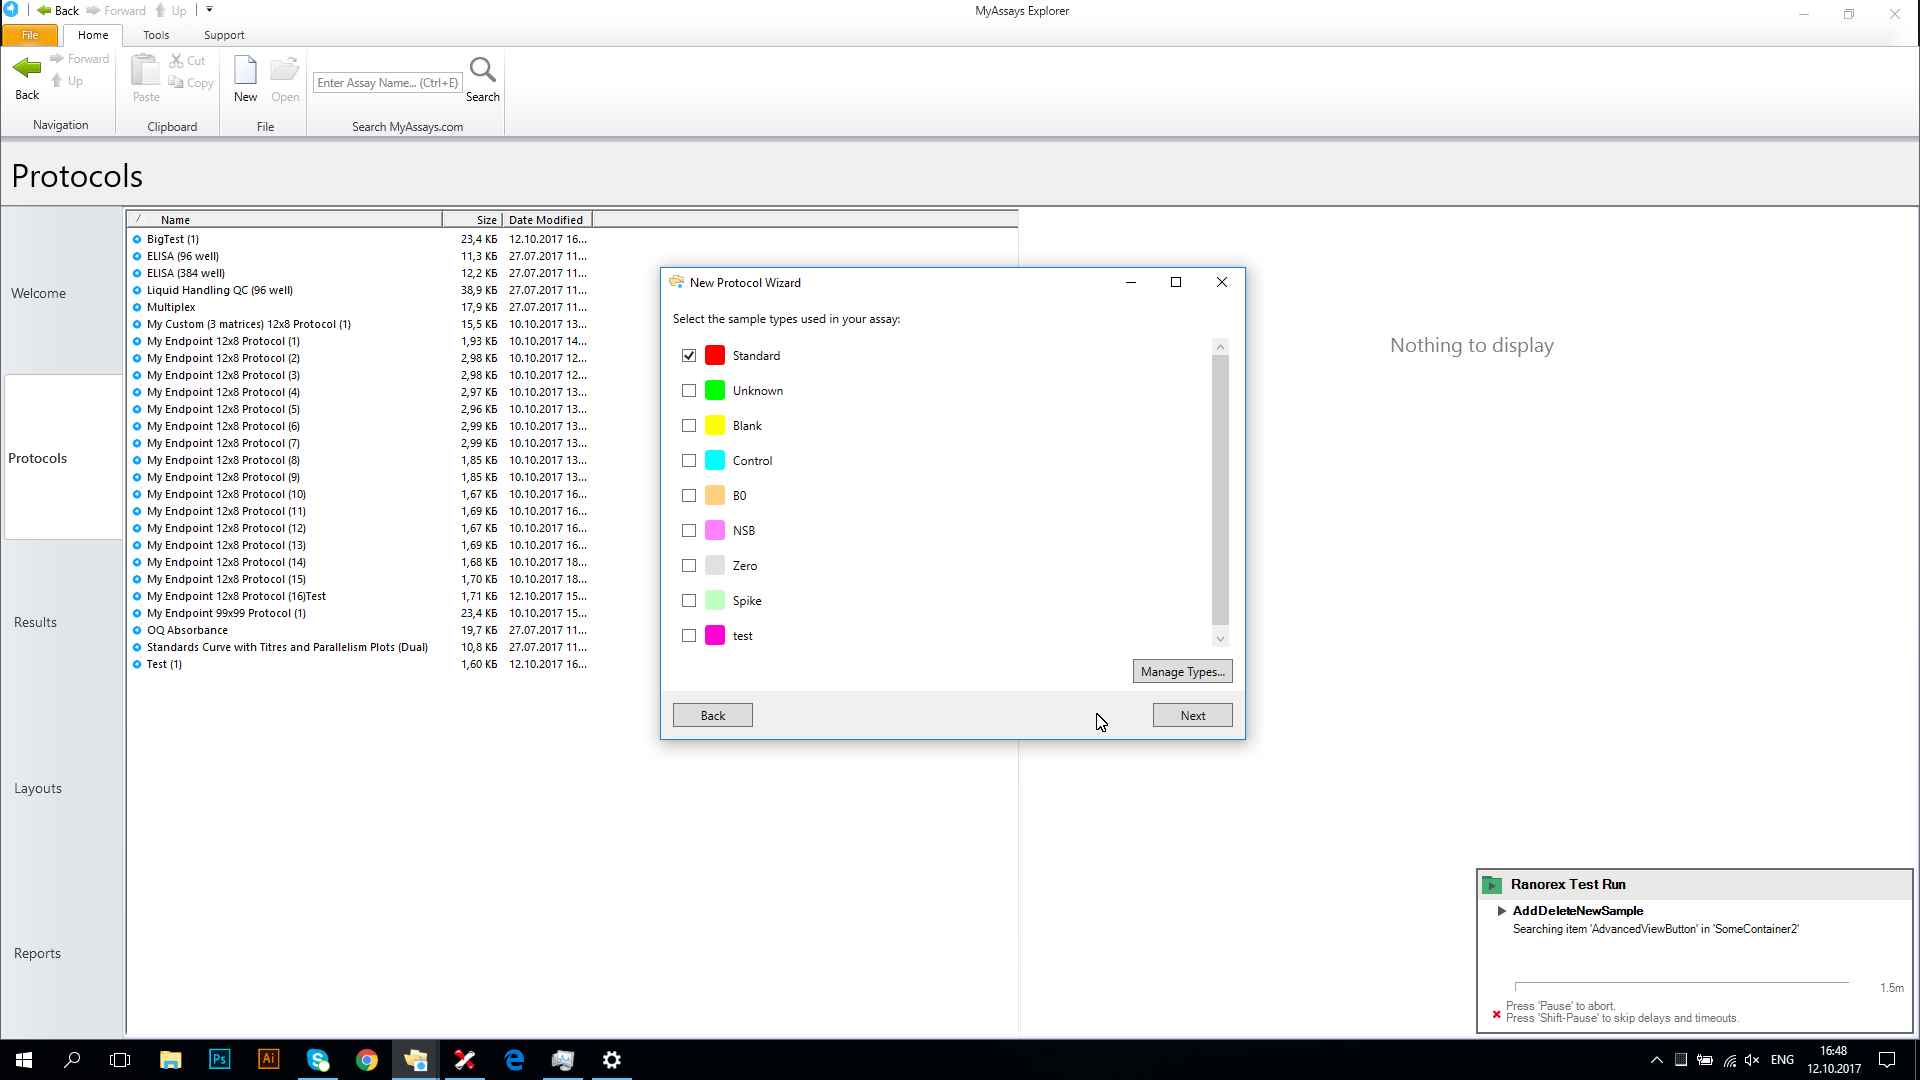 Back Forward Up
MyAssays Explorer
File Home Tools Support
Back Forward Up
Navigation
Paste Cut Copy
Clipboard
New Open
File
Enter Assay Name... (Ctrl+E) Search
Search MyAssays.com
Protocols
Welcome
Protocols
Results
Layouts
Reports
Name Size Date Modified
BigTest (1) 23,4 КБ 12.10.2017 16...
ELISA (96 well) 11,3 КБ 27.07.2017 11...
ELISA (384 well) 12,2 КБ 27.07.2017 11...
Liquid Handling QC (96 well) 38,9 КБ 27.07.2017 11...
Multiplex 17,9 КБ 27.07.2017 11...
My Custom (3 matrices) 12x8 Protocol (1) 15,5 КБ 10.10.2017 13...
My Endpoint 12x8 Protocol (1) 1,93 КБ 10.10.2017 14...
My Endpoint 12x8 Protocol (2) 2,98 КБ 10.10.2017 12...
My Endpoint 12x8 Protocol (3) 2,98 КБ 10.10.2017 12...
My Endpoint 12x8 Protocol (4) 2,97 КБ 10.10.2017 13...
My Endpoint 12x8 Protocol (5) 2,96 КБ 10.10.2017 13...
My Endpoint 12x8 Protocol (6) 2,99 КБ 10.10.2017 13...
My Endpoint 12x8 Protocol (7) 2,99 КБ 10.10.2017 13...
My Endpoint 12x8 Protocol (8) 1,85 КБ 10.10.2017 13...
My Endpoint 12x8 Protocol (9) 1,85 КБ 10.10.2017 13...
My Endpoint 12x8 Protocol (10) 1,67 КБ 10.10.2017 16...
My Endpoint 12x8 Protocol (11) 1,69 КБ 10.10.2017 16...
My Endpoint 12x8 Protocol (12) 1,67 КБ 10.10.2017 16...
My Endpoint 12x8 Protocol (13) 1,69 КБ 10.10.2017 16...
My Endpoint 12x8 Protocol (14) 1,68 КБ 10.10.2017 18...
My Endpoint 12x8 Protocol (15) 1,70 КБ 10.10.2017 18...
My Endpoint 12x8 Protocol (16)Test 1,71 КБ 12.10.2017 15...
My Endpoint 99x99 Protocol (1) 23,4 КБ 10.10.2017 15...
OQ Absorbance 19,7 КБ 27.07.2017 11...
Standards Curve with Titres and Parallelism Plots (Dual) 10,8 КБ 27.07.2017 11...
Test (1) 1,60 КБ 12.10.2017 16...
New Protocol Wizard
Select the sample types used in your assay:
Standard
Unknown
Blank
Control
B0
NSB
Zero
Spike
test
Manage Types...
Back Next
Nothing to display
Ranorex Test Run
AddDeleteNewSample
Searching item 'AdvancedViewButton' in 'SomeContainer2'
1.5m
Press 'Pause' to abort.
Press 'Shift-Pause' to skip delays and timeouts.
Ps Ai
ENG
16:48
12.10.2017